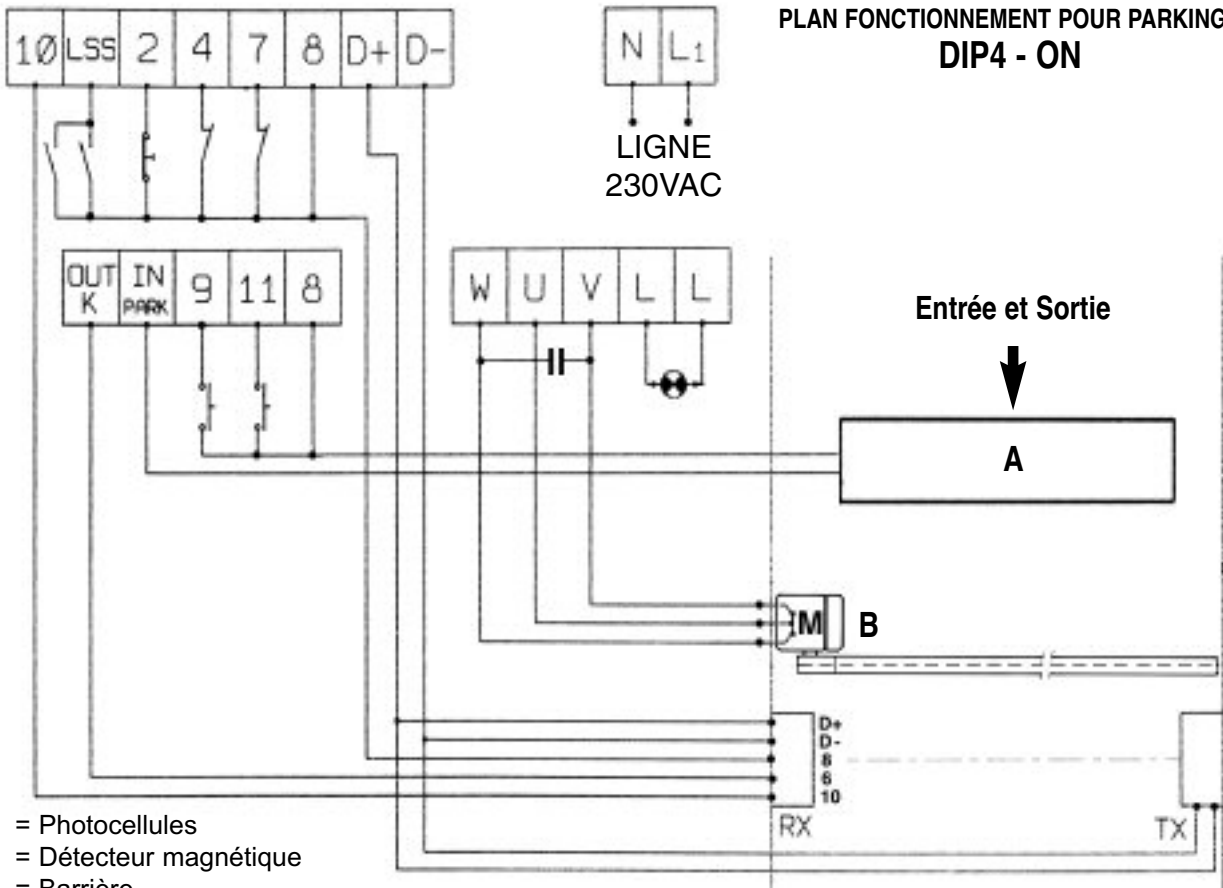 PLAN FONCTIONNEMENT POUR PARKING
DIP4 - ON
10 LSS 2 4 7 8 D+ D-
N L1
LIGNE
230VAC
OUT K IN PARK 9 11 8
W U V L L
Entrée et Sortie
A
M B
D+
D-
8
6
10
RX
TX
= Photocellules
= Détecteur magnétique
= Barrière